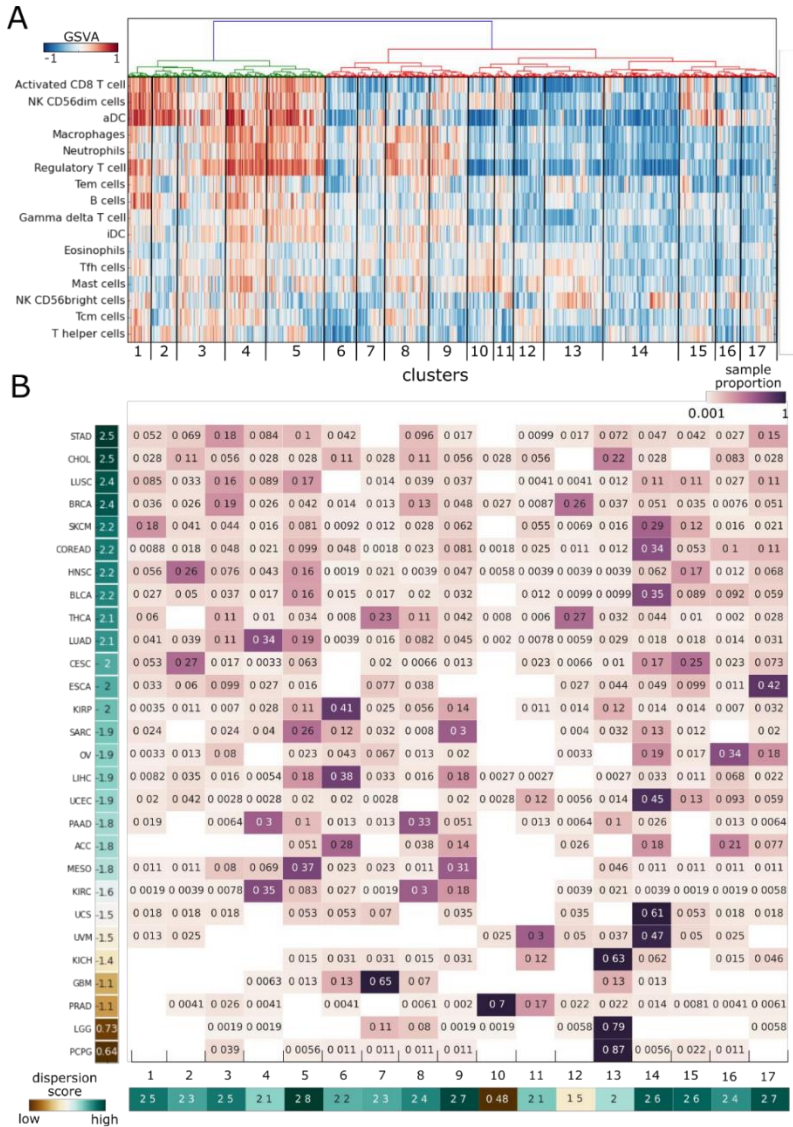 A
GSVA
-1 1
Activated CD8 T cell
NK CD56dim cells
aDC
Macrophages
Neutrophils
Regulatory T cell
Tem cells
B cells
Gamma delta T cell
iDC
Eosinophils
Tfh cells
Mast cells
NK CD56bright cells
Tcm cells
T helper cells
1 2 3 4 5 6 7 8 9 10 11 12 13 14 15 16 17
clusters
B
sample
proportion
0.001 1
STAD 2.5 0 052 0 069 0 18 0 084 0 1 0 042 0 096 0 017 0 0099 0 017 0 072 0 047 0 042 0 027 0 15
CHOL 2.5 0 028 0 11 0 056 0 028 0 028 0 11 0 028 0 11 0 056 0 028 0 056 0 22 0 028 0 083 0 028
LUSC 2.4 0 085 0 033 0 16 0 089 0 17 0 014 0 039 0 037 0 0041 0 0041 0 012 0 11 0 11 0 027 0 11
BRCA 2.4 0 036 0 026 0 19 0 026 0 042 0 014 0 013 0 13 0 048 0 027 0 0087 0 26 0 037 0 051 0 035 0 0076 0 051
SKCM 2.2 0 18 0 041 0 044 0 016 0 081 0 0092 0 012 0 028 0 062 0 055 0 0069 0 016 0 29 0 12 0 016 0 021
COREAD 2.2 0 0088 0 018 0 048 0 021 0 099 0 048 0 0018 0 023 0 081 0 0018 0 025 0 011 0 012 0 34 0 053 0 1 0 11
HNSC 2.2 0 056 0 26 0 076 0 043 0 16 0 0019 0 021 0 0039 0 047 0 0058 0 0039 0 0039 0 0039 0 12 0 17 0 012 0 068
BLCA 2.2 0 037 0 031 0 017 0 016 0 16 0 015 0 017 0 02 0 032 0 012 0 0099 0 0099 0 35 0 089 0 092 0 059
THCA 2.1 0 06 0 11 0 01 0 034 0 008 0 23 0 11 0 042 0 008 0 006 0 27 0 032 0 044 0 01 0 002 0 028
LUAD 2.1 0 041 0 039 0 11 0 34 0 19 0 0039 0 016 0 082 0 045 0 002 0 0078 0 0059 0 029 0 018 0 018 0 014 0 031
CESC 2 0 053 0 27 0 017 0 0033 0 063 0 02 0 0066 0 013 0 023 0 0066 0 01 0 17 0 25 0 023 0 073
ESCA 2 0 033 0 06 0 099 0 027 0 016 0 077 0 038 0 027 0 044 0 049 0 099 0 011 0 42
KIRP 2 0 0035 0 011 0 007 0 028 0 11 0 41 0 025 0 056 0 14 0 014 0 12 0 014 0 014 0 007 0 032
SARC -1.9 0 024 0 024 0 04 0 26 0 12 0 032 0 008 0 3 0 004 0 032 0 13 0 012 0 02
OV -1.9 0 0033 0 013 0 08 0 023 0 043 0 067 0 013 0 02 0 0033 0 19 0 017 0 34 0 18
LIHC -1.9 0 0082 0 035 0 016 0 0054 0 18 0 38 0 033 0 016 0 18 0 0027 0 0027 0 0027 0 033 0 011 0 068 0 022
UCEC -1.9 0 02 0 042 0 0028 0 0028 0 02 0 02 0 0028 0 02 0 0028 0 12 0 0056 0 014 0 45 0 13 0 093 0 059
PAAD -1.8 0 019 0 0064 0 3 0 1 0 013 0 013 0 33 0 051 0 013 0 1 0 026 0 013 0 0064
ACC -1.8 0 051 0 28 0 038 0 14 0 026 0 18 0 21 0 077
MESO -1.8 0 011 0 011 0 08 0 069 0 37 0 023 0 023 0 011 0 31 0 046 0 011 0 011 0 011 0 011
KIRC -1.6 0 0019 0 0039 0 0078 0 35 0 083 0 027 0 0019 0 3 0 18 0 0039 0 021 0 0039 0 0019 0 0019 0 0058
UCS -1.5 0 018 0 018 0 018 0 053 0 053 0 07 0 035 0 035 0 61 0 053 0 018 0 018
UVM -1.5 0 013 0 025 0 025 0 3 0 05 0 037 0 47 0 05 0 025
KICH -1.4 0 015 0 031 0 031 0 015 0 031 0 12 0 63 0 062 0 015 0 046
GBM -1.1 0 0063 0 013 0 13 0 65 0 07 0 13 0 013
PRAD -1.1 0 0041 0 026 0 0041 0 0041 0 0061 0 002 0 7 0 17 0 022 0 022 0 014 0 0081 0 0041 0 0061
LGG 0.73 0 0019 0 0019 0 11 0 08 0 0019 0 0019 0 0058 0 79 0 0058
PCPG 0.64 0 039 0 0056 0 011 0 011 0 011 0 011 0 87 0 0056 0 022 0 011
dispersion
score
low high
1 2 3 4 5 6 7 8 9 10 11 12 13 14 15 16 17
2 5 2 3 2 5 2 1 2 8 2 2 2 3 2 4 2 7 0 48 2 1 1 5 2 2 6 2 6 2 4 2 7